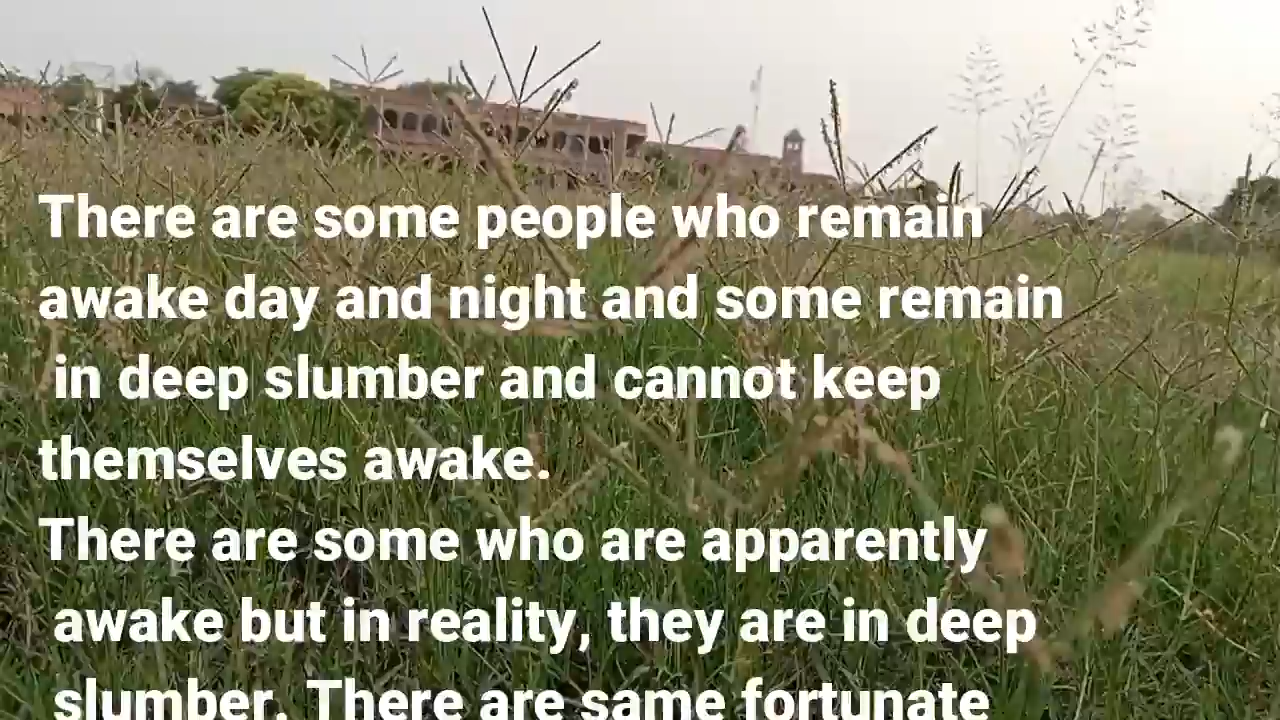 There are some people who remain
awake day and night and some remain
in deep slumber and cannot keep
themselves awake.
There are some who are apparently
awake but in reality, they are in deep
slumber. There are same fortunate